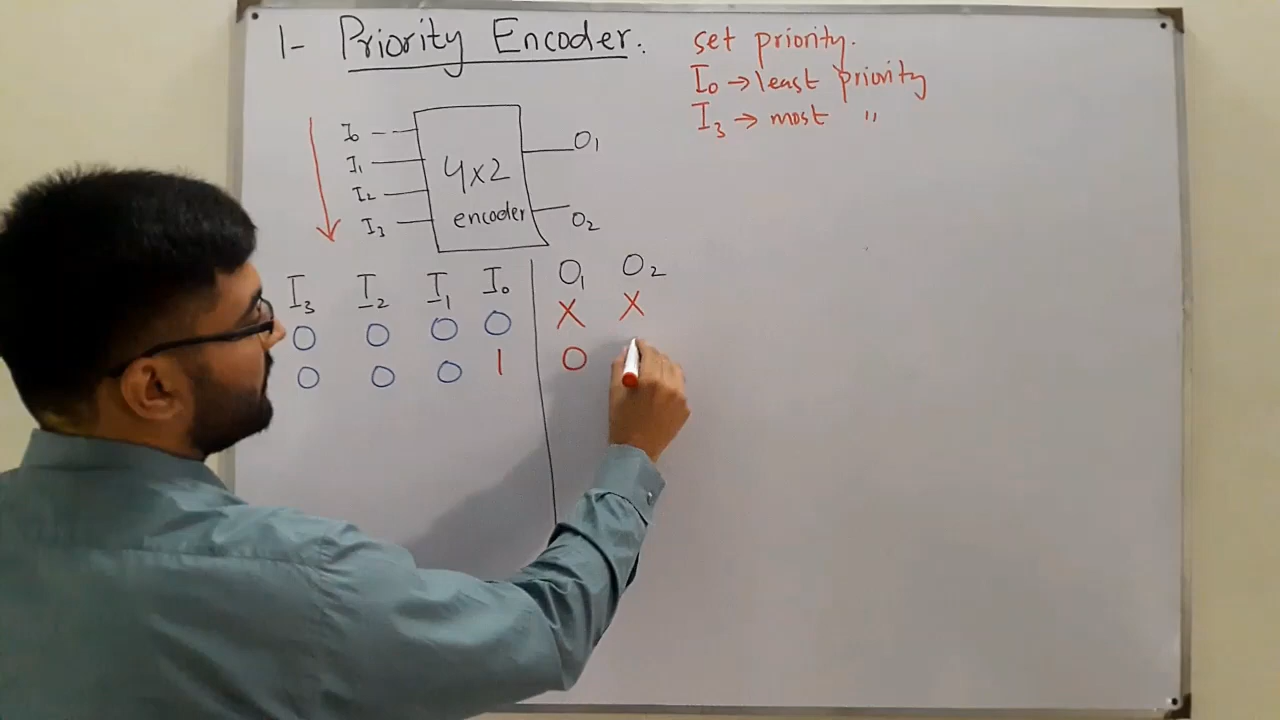 1- Priority Encoder.
set priority.
I0 → least priority
I3 → most "
I0
I1
I2
I3
4x2
encoder
O1
O2
I3 I2 I1 I0 O1 O2
0 0 0 0 X X
0 0 0 1 0